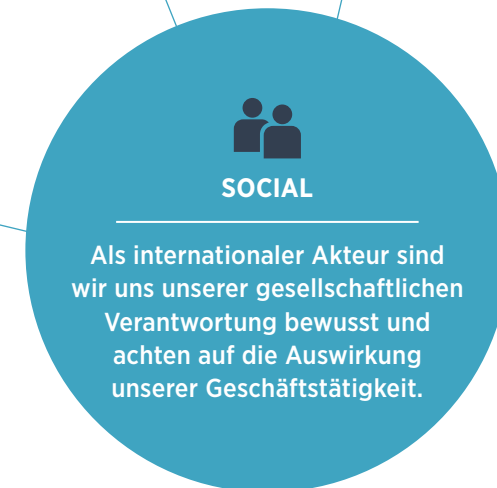 SOCIAL
Als internationaler Akteur sind
wir uns unserer gesellschaftlichen
Verantwortung bewusst und
achten auf die Auswirkung
unserer Geschäftstätigkeit.